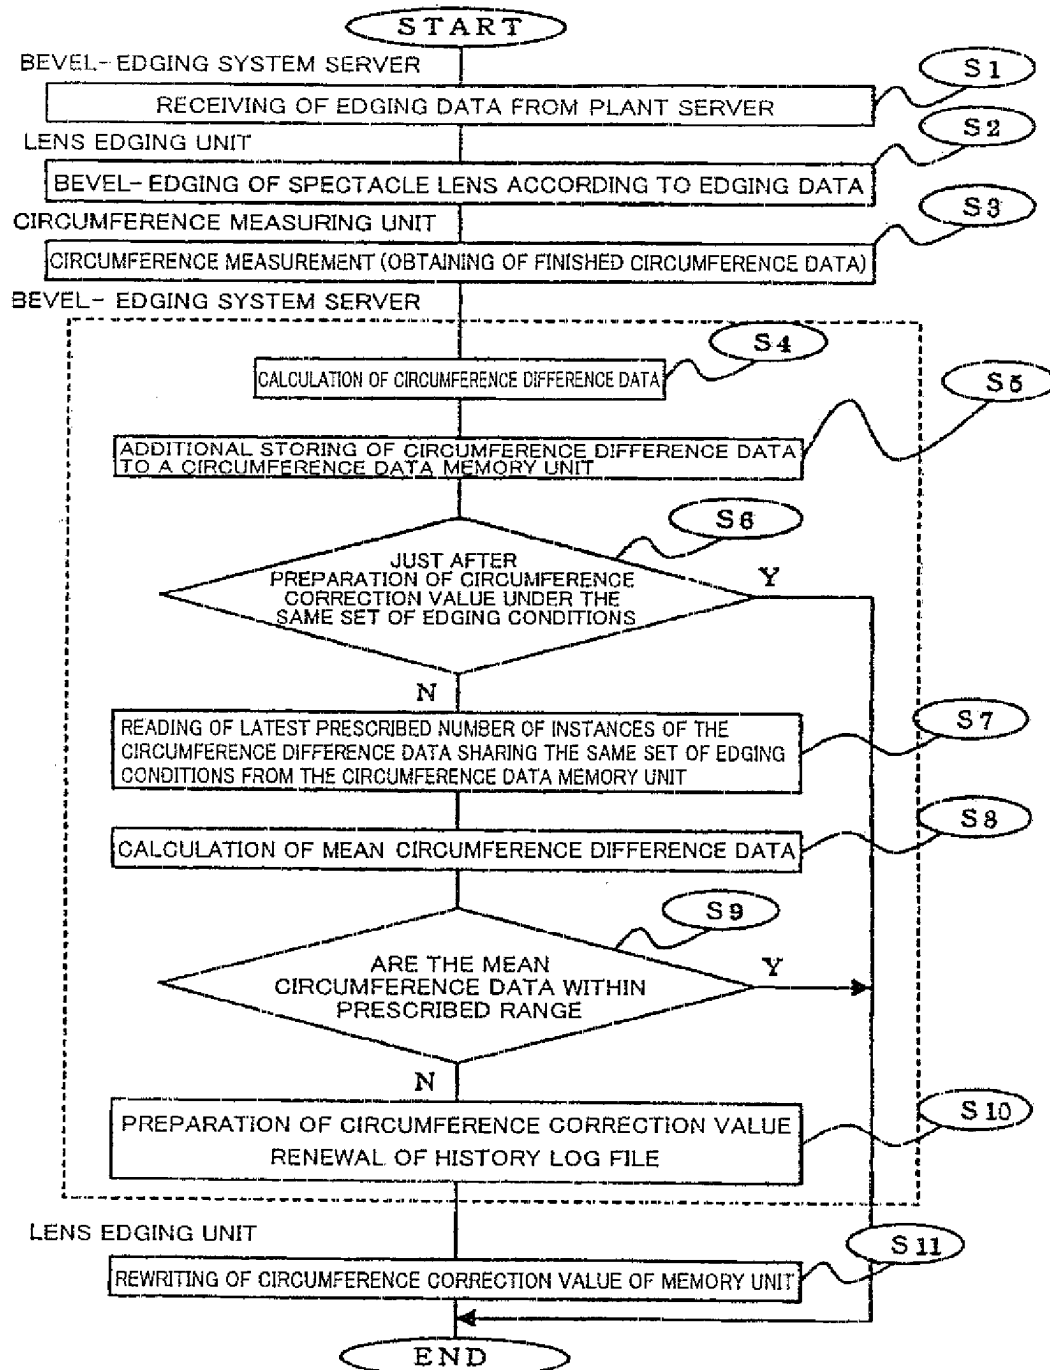 START
BEVEL-EDGING SYSTEM SERVER
S1
RECEIVING OF EDGING DATA FROM PLANT SERVER
S2
LENS EDGING UNIT
BEVEL-EDGING OF SPECTACLE LENS ACCORDING TO EDGING DATA
S3
CIRCUMFERENCE MEASURING UNIT
CIRCUMFERENCE MEASUREMENT (OBTAINING OF FINISHED CIRCUMFERENCE DATA)
BEVEL- EDGING SYSTEM SERVER
S4
CALCULATION OF CIRCUMFERENCE DIFFERENCE DATA
S5
ADDITIONAL STORING OF CIRCUMFERENCE DIFFERENCE DATA
TO A CIRCUMFERENCE DATA MEMORY UNIT
S6
JUST AFTER
PREPARATION OF CIRCUMFERENCE
CORRECTION VALUE UNDER THE
SAME SET OF EDGING CONDITIONS
Y
N
READING OF LATEST PRESCRIBED NUMBER OF INSTANCES OF THE
CIRCUMFERENCE DIFFERENCE DATA SHARING THE SAME SET OF EDGING
CONDITIONS FROM THE CIRCUMFERENCE DATA MEMORY UNIT
S7
CALCULATION OF MEAN CIRCUMFERENCE DIFFERENCE DATA
S8
S9
ARE THE MEAN
CIRCUMFERENCE DATA WITHIN
PRESCRIBED RANGE
Y
N
PREPARATION OF CIRCUMFERENCE CORRECTION VALUE
RENEWAL OF HISTORY LOG FILE
S10
LENS EDGING UNIT
S11
REWRITING OF CIRCUMFERENCE CORRECTION VALUE OF MEMORY UNIT
END